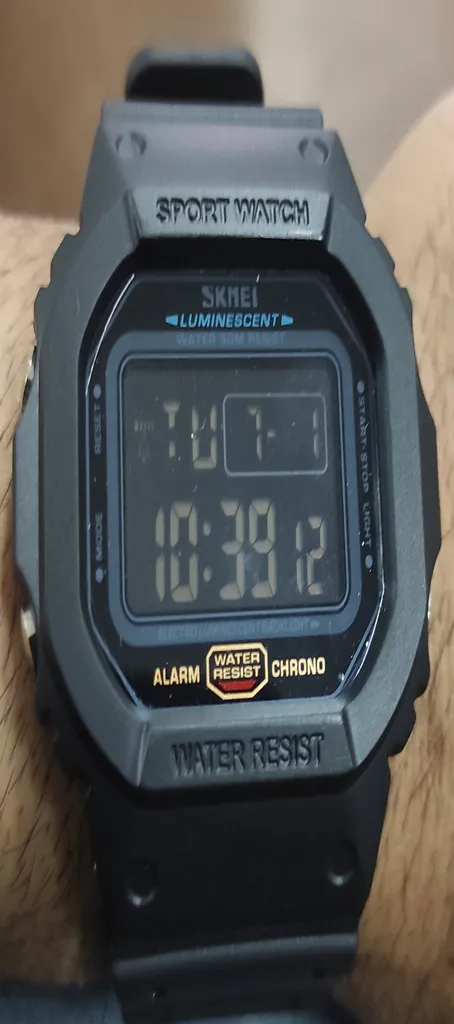 SPORT WATCH
SKMEI
LUMINESCENT
WATER 50M RESIST
RESET
START·STOP
TU 7- 1
MODE
LIGHT
10:39 12
ALARM WATER RESIST CHRONO
WATER RESIST